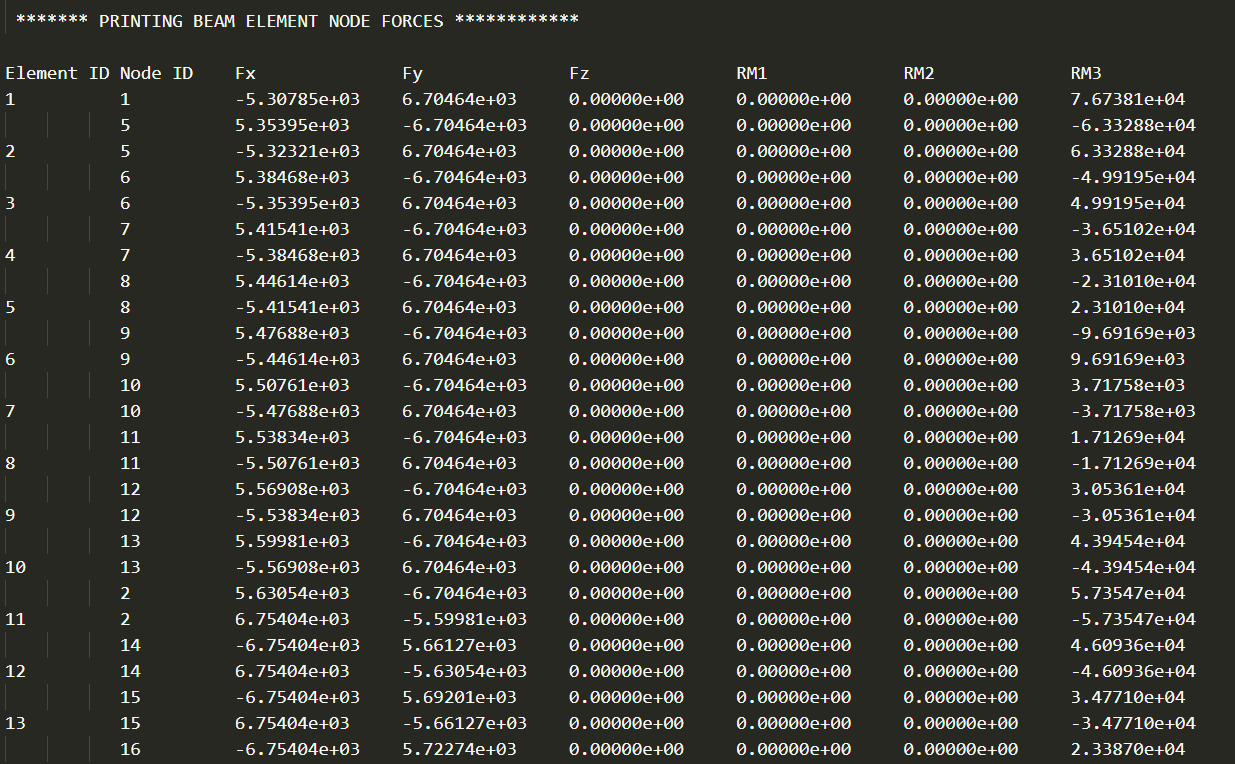 ******* PRINTING BEAM ELEMENT NODE FORCES ************
Element ID Node ID Fx Fy Fz RM1 RM2 RM3
1 1 -5.30785e+03 6.70464e+03 0.00000e+00 0.00000e+00 0.00000e+00 7.67381e+04
5 5.35395e+03 -6.70464e+03 0.00000e+00 0.00000e+00 0.00000e+00 -6.33288e+04
2 5 -5.32321e+03 6.70464e+03 0.00000e+00 0.00000e+00 0.00000e+00 6.33288e+04
6 5.38468e+03 -6.70464e+03 0.00000e+00 0.00000e+00 0.00000e+00 -4.99195e+04
3 6 -5.35395e+03 6.70464e+03 0.00000e+00 0.00000e+00 0.00000e+00 4.99195e+04
7 5.41541e+03 -6.70464e+03 0.00000e+00 0.00000e+00 0.00000e+00 -3.65102e+04
4 7 -5.38468e+03 6.70464e+03 0.00000e+00 0.00000e+00 0.00000e+00 3.65102e+04
8 5.44614e+03 -6.70464e+03 0.00000e+00 0.00000e+00 0.00000e+00 -2.31010e+04
5 8 -5.41541e+03 6.70464e+03 0.00000e+00 0.00000e+00 0.00000e+00 2.31010e+04
9 5.47688e+03 -6.70464e+03 0.00000e+00 0.00000e+00 0.00000e+00 -9.69169e+03
6 9 -5.44614e+03 6.70464e+03 0.00000e+00 0.00000e+00 0.00000e+00 9.69169e+03
10 5.50761e+03 -6.70464e+03 0.00000e+00 0.00000e+00 0.00000e+00 3.71758e+03
7 10 -5.47688e+03 6.70464e+03 0.00000e+00 0.00000e+00 0.00000e+00 -3.71758e+03
11 5.53834e+03 -6.70464e+03 0.00000e+00 0.00000e+00 0.00000e+00 1.71269e+04
8 11 -5.50761e+03 6.70464e+03 0.00000e+00 0.00000e+00 0.00000e+00 -1.71269e+04
12 5.56908e+03 -6.70464e+03 0.00000e+00 0.00000e+00 0.00000e+00 3.05361e+04
9 12 -5.53834e+03 6.70464e+03 0.00000e+00 0.00000e+00 0.00000e+00 -3.05361e+04
13 5.59981e+03 -6.70464e+03 0.00000e+00 0.00000e+00 0.00000e+00 4.39454e+04
10 13 -5.56908e+03 6.70464e+03 0.00000e+00 0.00000e+00 0.00000e+00 -4.39454e+04
2 5.63054e+03 -6.70464e+03 0.00000e+00 0.00000e+00 0.00000e+00 5.73547e+04
11 2 6.75404e+03 -5.59981e+03 0.00000e+00 0.00000e+00 0.00000e+00 -5.73547e+04
14 -6.75404e+03 5.66127e+03 0.00000e+00 0.00000e+00 0.00000e+00 4.60936e+04
12 14 6.75404e+03 -5.63054e+03 0.00000e+00 0.00000e+00 0.00000e+00 -4.60936e+04
15 -6.75404e+03 5.69201e+03 0.00000e+00 0.00000e+00 0.00000e+00 3.47710e+04
13 15 6.75404e+03 -5.66127e+03 0.00000e+00 0.00000e+00 0.00000e+00 -3.47710e+04
16 -6.75404e+03 5.72274e+03 0.00000e+00 0.00000e+00 0.00000e+00 2.33870e+04